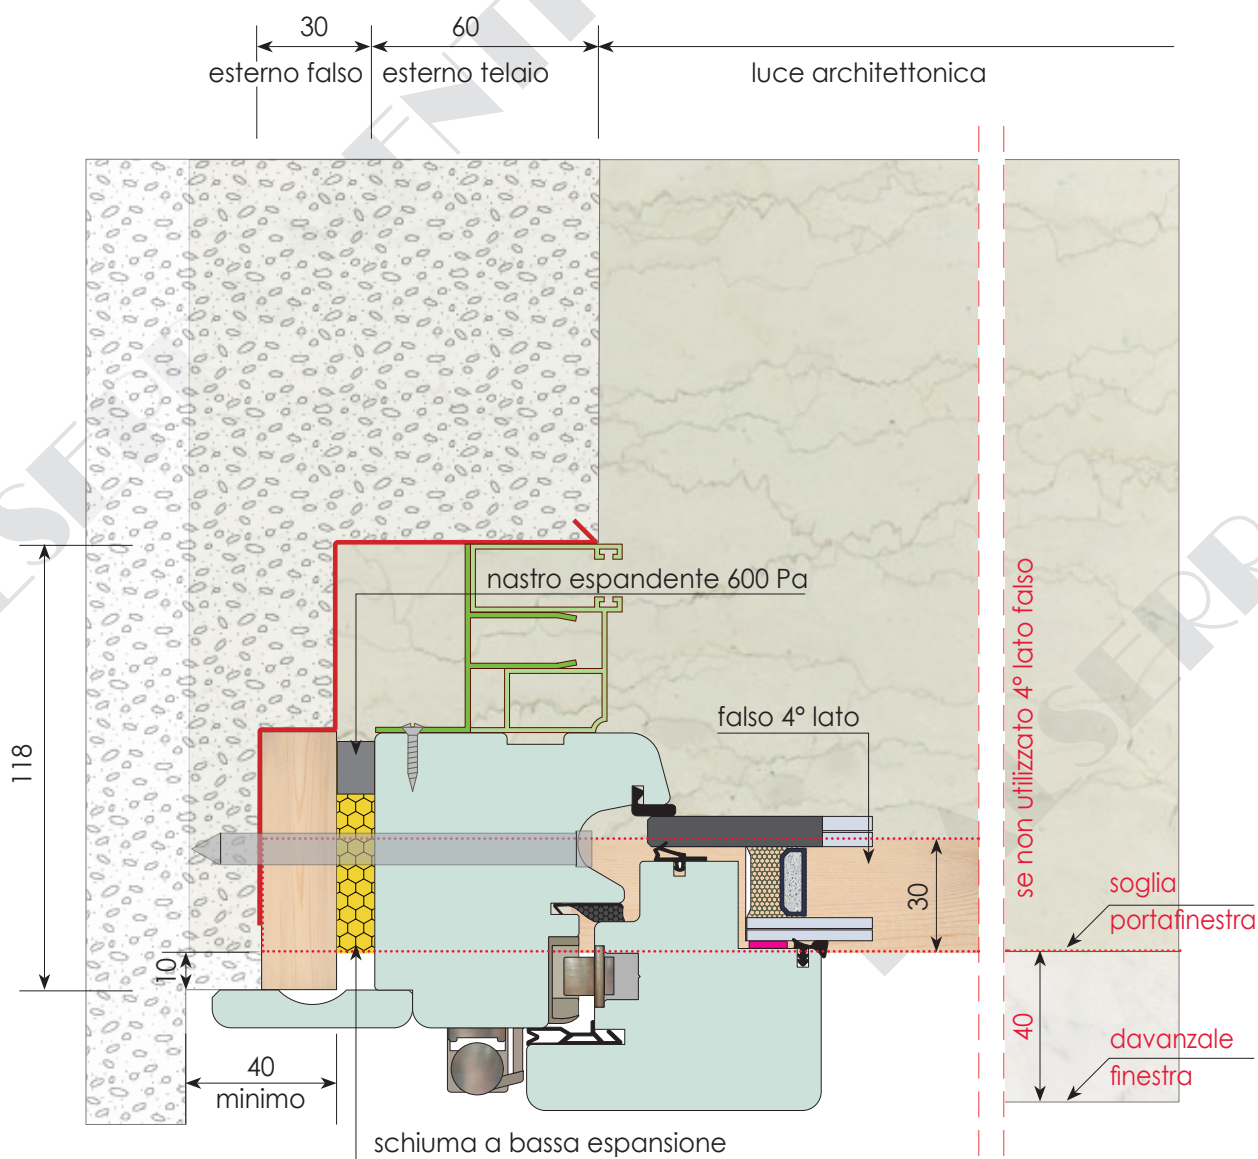 30
60
esterno falso
esterno telaio
luce architettonica
nastro espandente 600 Pa
falso 4° lato
118
se non utilizzato 4° lato falso
30
soglia
portafinestra
10
40
davanzale
finestra
40
minimo
schiuma a bassa espansione